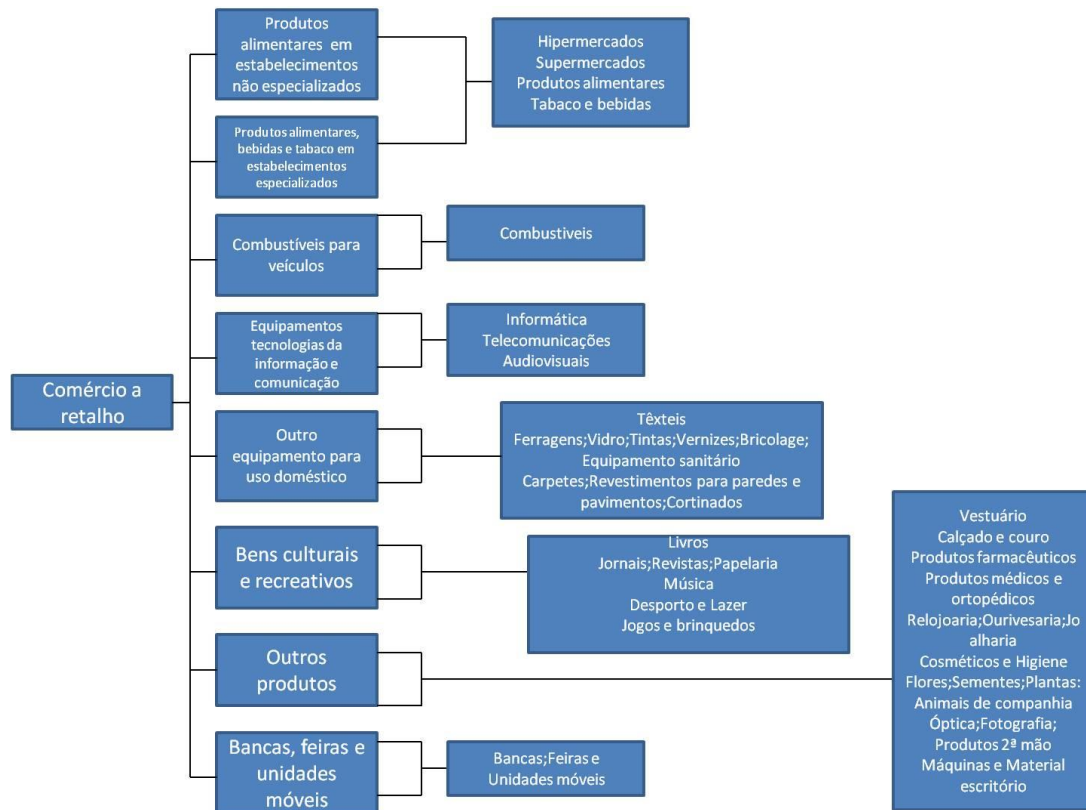 Comércio a
retalho
Produtos
alimentares em
estabelecimentos
não especializados
Hipermercados
Supermercados
Produtos alimentares
Tabaco e bebidas
Produtos alimentares,
bebidas e tabaco em
estabelecimentos
especializados
Combustíveis para
veículos
Combustiveis
Equipamentos
tecnologias da
informação e
comunicação
Informática
Telecomunicações
Audiovisuais
Outro
equipamento para
uso doméstico
Têxteis
Ferragens;Vidro;Tintas;Vernizes;Bricolage;
Equipamento sanitário
Carpetes;Revestimentos para paredes e
pavimentos;Cortinados
Bens culturais
e recreativos
Livros
Jornais;Revistas;Papelaria
Música
Desporto e Lazer
Jogos e brinquedos
Outros
produtos
Vestuário
Calçado e couro
Produtos farmacêuticos
Produtos médicos e
ortopédicos
Relojoaria;Ourivesaria;Jo
alharia
Cosméticos e Higiene
Flores;Sementes;Plantas:
Animais de companhia
Óptica;Fotografia;
Produtos 2ª mão
Máquinas e Material
escritório
Bancas, feiras e
unidades
móveis
Bancas;Feiras e
Unidades móveis